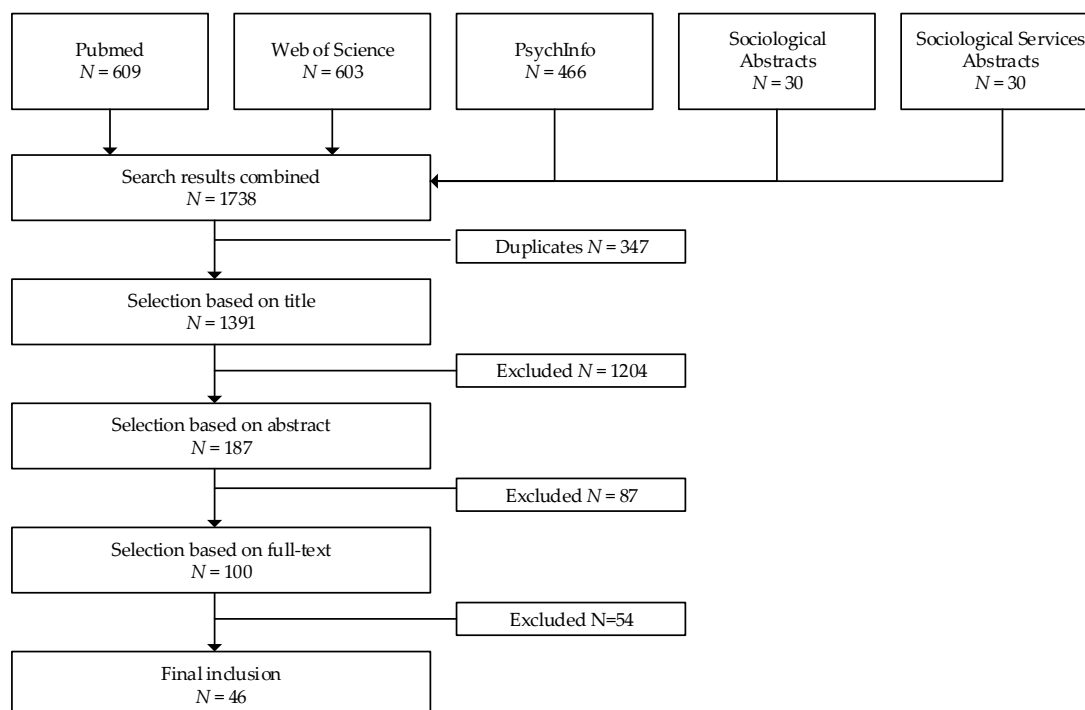 Pubmed
N = 609
Web of Science
N = 603
PsychInfo
N = 466
Sociological
Abstracts
N = 30
Sociological Services
Abstracts
N = 30
Search results combined
N = 1738
Duplicates N = 347
Selection based on title
N = 1391
Excluded N = 1204
Selection based on abstract
N = 187
Excluded N = 87
Selection based on full-text
N = 100
Excluded N=54
Final inclusion
N = 46